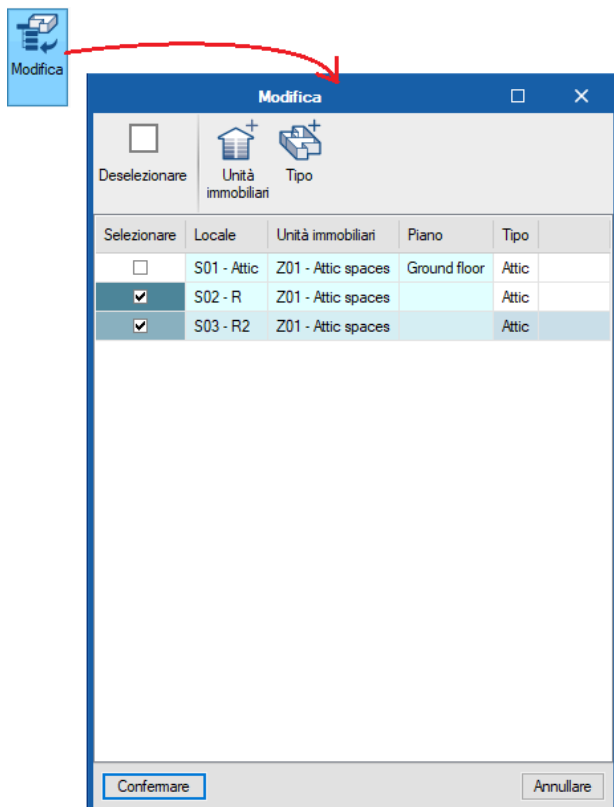 Modifica
Modifica
Deselezionare
Unità immobiliari
Tipo
Selezionare Locale Unità immobiliari Piano Tipo
S01 - Attic Z01 - Attic spaces Ground floor Attic
S02 - R Z01 - Attic spaces Attic
S03 - R2 Z01 - Attic spaces Attic
Confermare Annullare